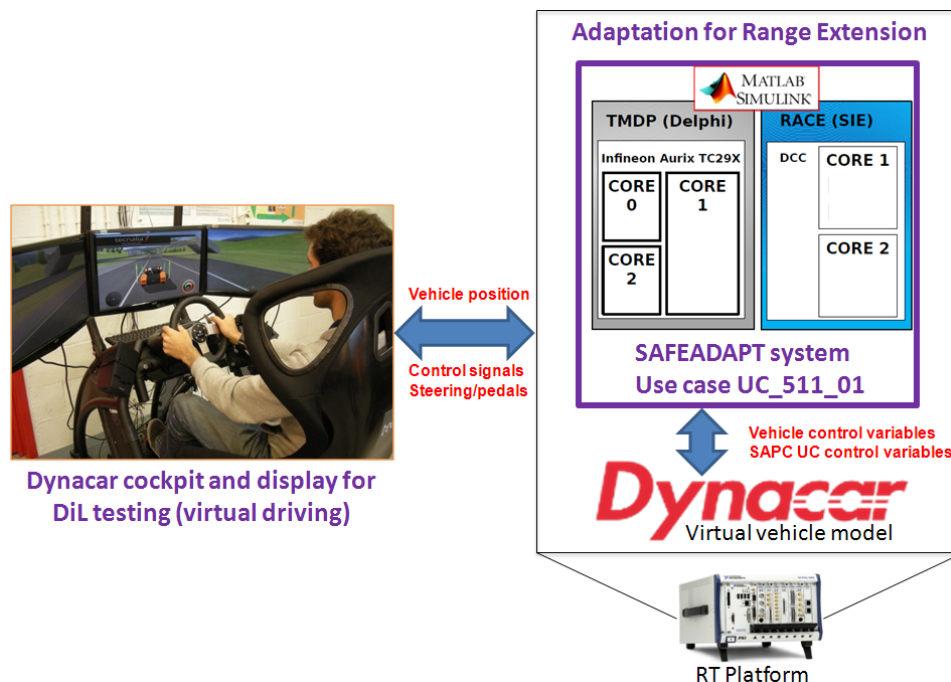 Adaptation for Range Extension
MATLAB
SIMULINK
TMDP (Delphi)
RACE (SIE)
Infineon Aurix TC29X
DCC
CORE
0
CORE
1
CORE
2
CORE 1
CORE 2
SAFEADAPT system
Use case UC_511_01
Vehicle position
Control signals
Steering/pedals
Vehicle control variables
SAPC UC control variables
Dynacar
Virtual vehicle model
Dynacar cockpit and display for
DiL testing (virtual driving)
RT Platform